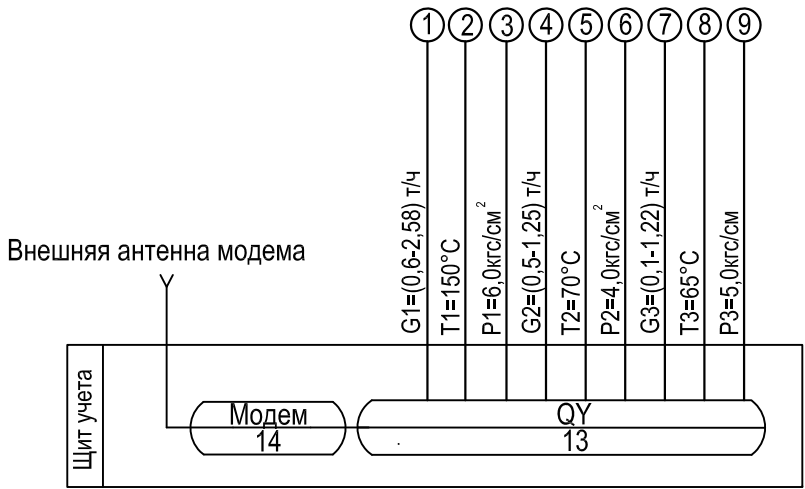 1 2 3 4 5 6 7 8 9
G1=(0,6-2,58) т/ч
T1=150°C
P1=6,0кгс/см²
G2=(0,5-1,25) т/ч
T2=70°C
P2=4,0кгс/см²
G3=(0,1-1,22) т/ч
T3=65°C
P3=5,0кгс/см
Внешняя антенна модема
Щит учета
Модем
14
QY
13